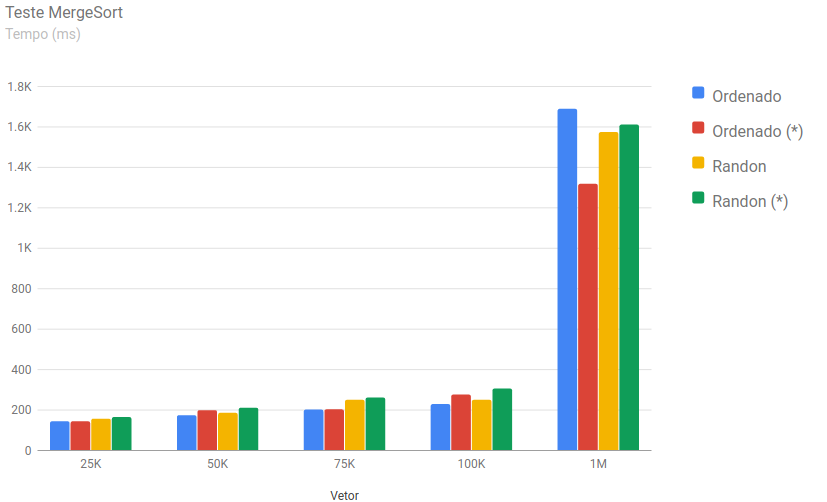 Teste MergeSort
Tempo (ms)
1.8K
1.6K
1.4K
1.2K
1K
800
600
400
200
0
25K 50K 75K 100K 1M
Vetor
Ordenado
Ordenado (*)
Randon
Randon (*)